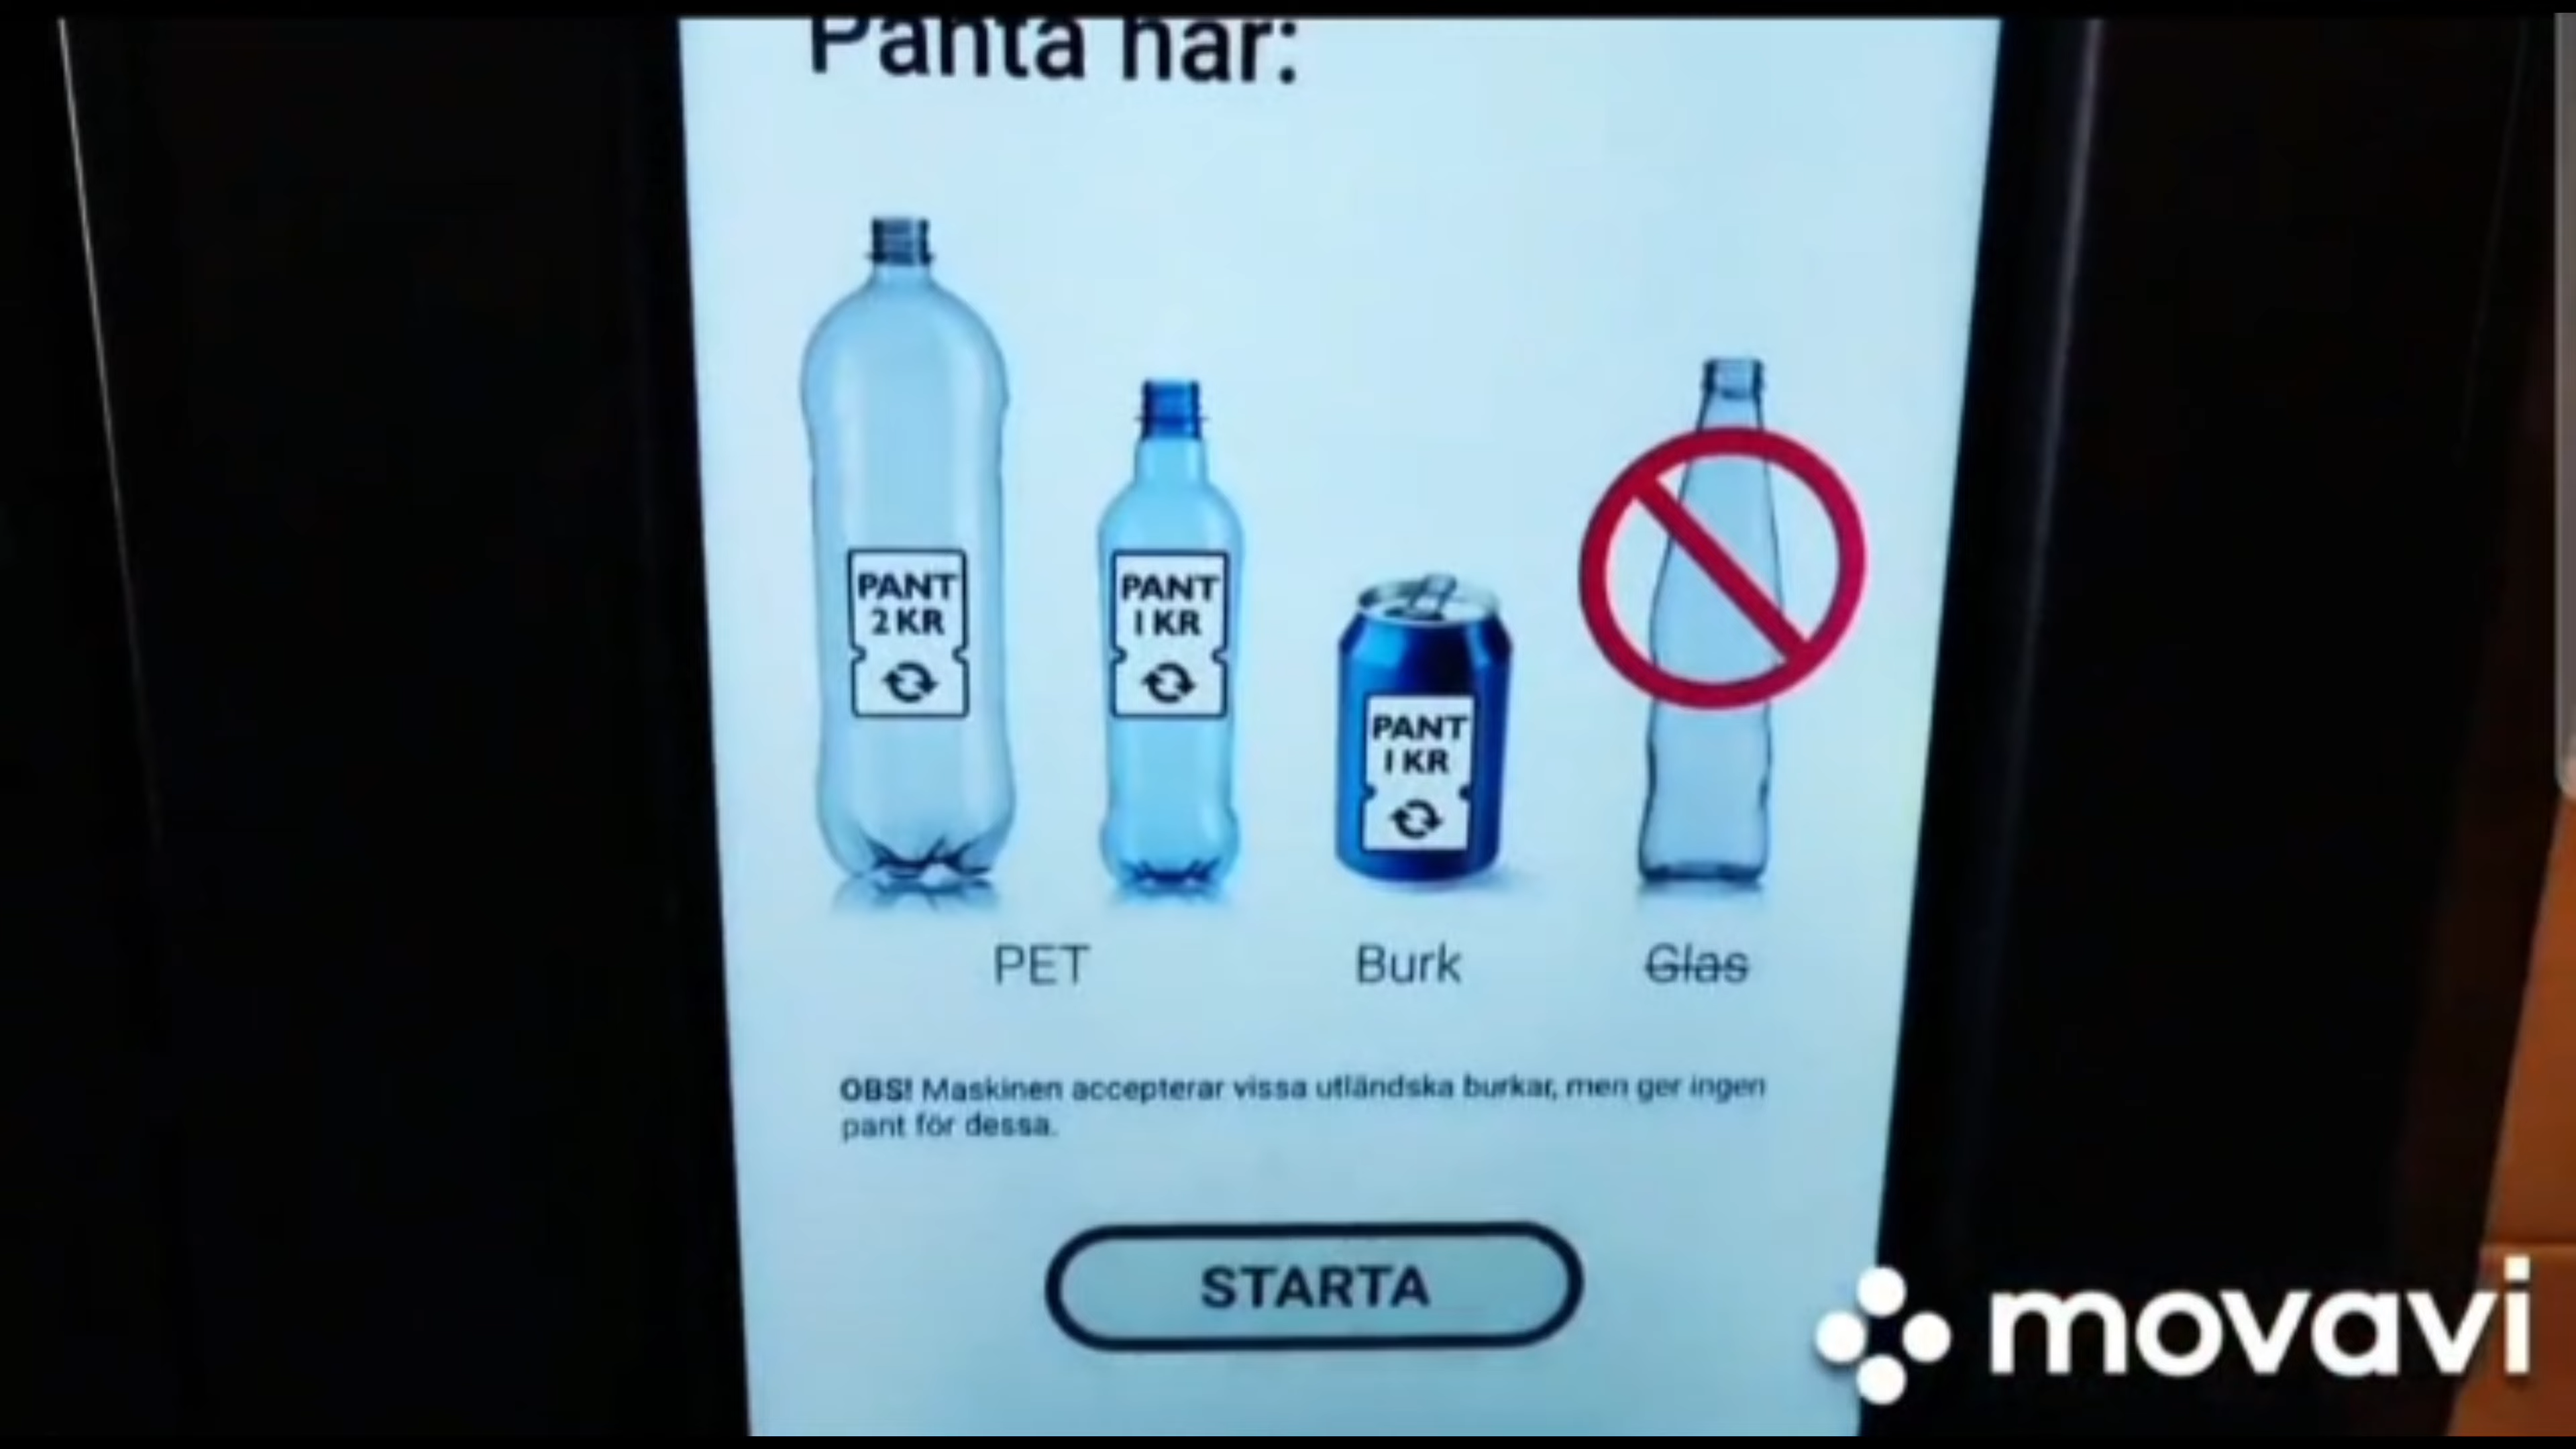 Panta här:
PANT
2 KR
PANT
1 KR
PANT
1 KR
PET
Burk
Glas
OBS! Maskinen accepterar vissa utländska burkar, men ger ingen
pant för dessa.
STARTA
movavi